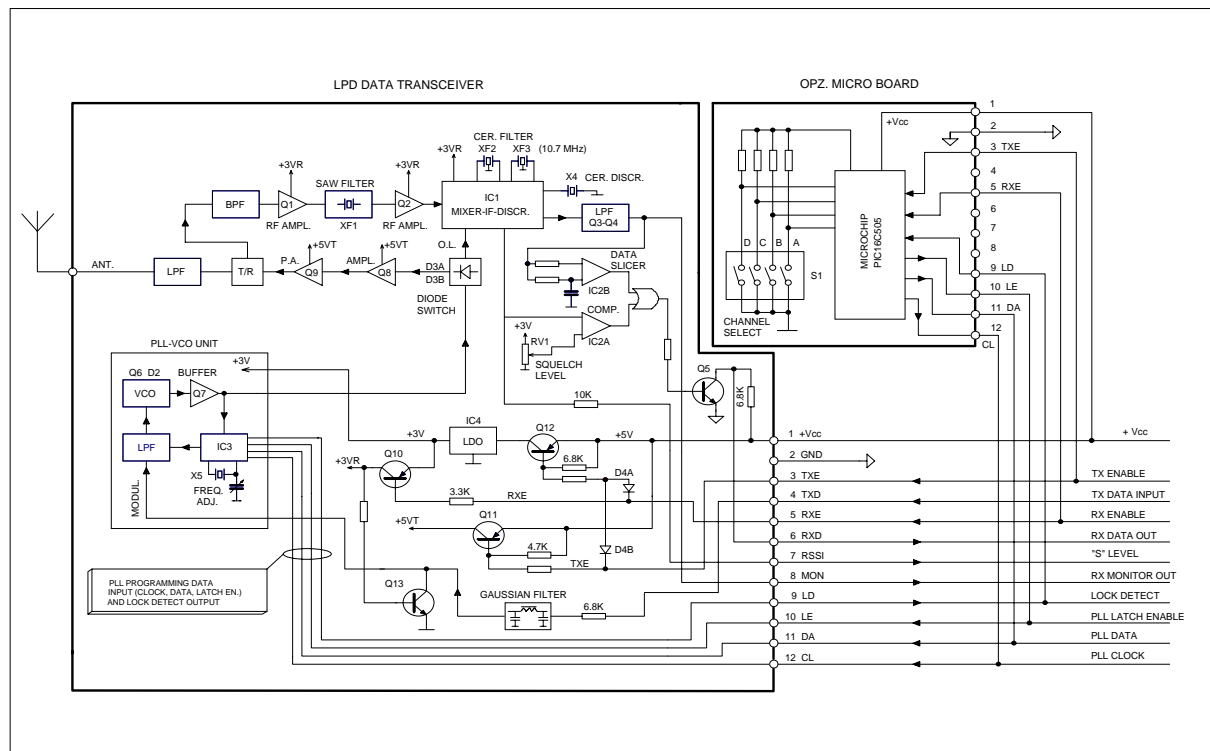 LPD DATA TRANSCEIVER
OPZ. MICRO BOARD
1
+Vcc
2
3 TXE
4
5 RXE
6
7
8
9 LD
10 LE
11 DA
12
CL
MICROCHIP
PIC16C505
D C B A
S1
CHANNEL
SELECT
CER. FILTER
XF2
XF3
(10.7 MHz)
+3VR
+3VR
+3VR
SAW FILTER
X4
CER. DISCR.
BPF
Q1
XF1
Q2
IC1
MIXER-IF-DISCR.
LPF
Q3-Q4
RF AMPL.
RF AMPL.
+5VT
+5VT
O.L.
ANT.
LPF
T/R
P.A.
Q9
AMPL.
Q8
D3A
D3B
DIODE
SWITCH
DATA
SLICER
IC2B
COMP.
IC2A
+3V
RV1
SQUELCH
LEVEL
PLL-VCO UNIT
+3V
Q6 D2
BUFFER
VCO
Q7
LPF
IC3
X5
FREQ.
ADJ.
MODUL.
10K
Q5
6.8K
IC4
LDO
+3V
Q12
+5V
6.8K
D4A
Q10
+3VR
3.3K
RXE
Q11
+5VT
4.7K
TXE
D4B
Q13
GAUSSIAN FILTER
6.8K
PLL PROGRAMMING DATA
INPUT (CLOCK, DATA, LATCH EN.)
AND LOCK DETECT OUTPUT
1 +Vcc
+ Vcc
2 GND
3 TXE
TX ENABLE
4 TXD
TX DATA INPUT
5 RXE
RX ENABLE
6 RXD
RX DATA OUT
7 RSSI
"S" LEVEL
8 MON
RX MONITOR OUT
9 LD
LOCK DETECT
10 LE
PLL LATCH ENABLE
11 DA
PLL DATA
12 CL
PLL CLOCK